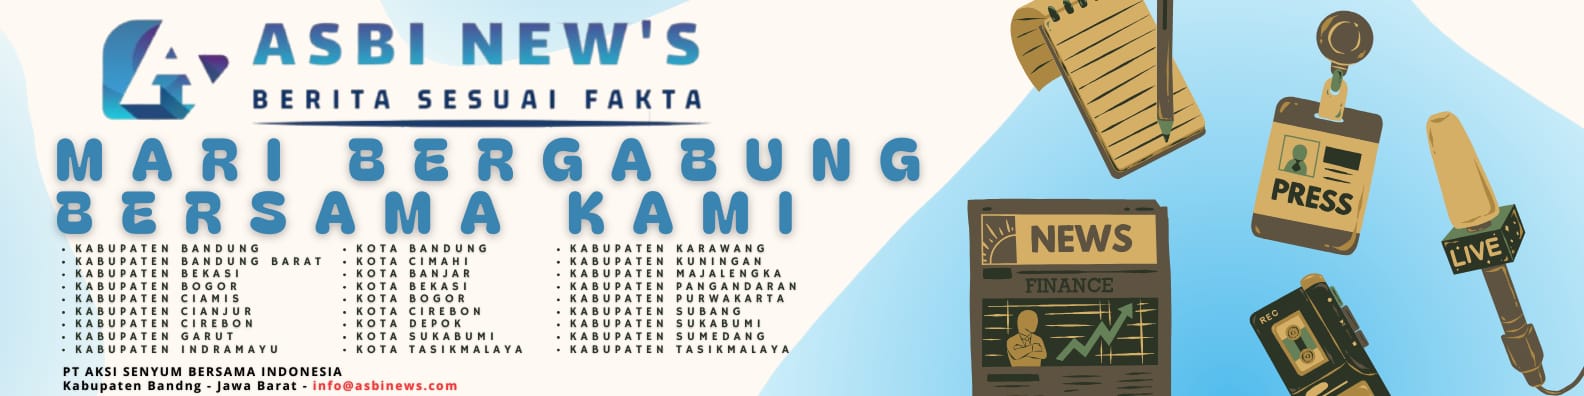 ASBI NEW'S
BERITA SESUAI FAKTA
MARI BERGABUNG
BERSAMA KAMI
• KABUPATEN BANDUNG
• KABUPATEN BANDUNG BARAT
• KABUPATEN BEKASI
• KABUPATEN BOGOR
• KABUPATEN CIAMIS
• KABUPATEN CIANJUR
• KABUPATEN CIREBON
• KABUPATEN GARUT
• KABUPATEN INDRAMAYU
• KOTA BANDUNG
• KOTA CIMAHI
• KOTA BANJAR
• KOTA BEKASI
• KOTA BOGOR
• KOTA CIREBON
• KOTA DEPOK
• KOTA SUKABUMI
• KOTA TASIKMALAYA
• KABUPATEN KARAWANG
• KABUPATEN KUNINGAN
• KABUPATEN MAJALENGKA
• KABUPATEN PANGANDARAN
• KABUPATEN PURWAKARTA
• KABUPATEN SUBANG
• KABUPATEN SUKABUMI
• KABUPATEN SUMEDANG
• KABUPATEN TASIKMALAYA
PT AKSI SENYUM BERSAMA INDONESIA
Kabupaten Bandng - Jawa Barat - info@asbinews.com
NEWS
FINANCE
PRESS
LIVE
REC